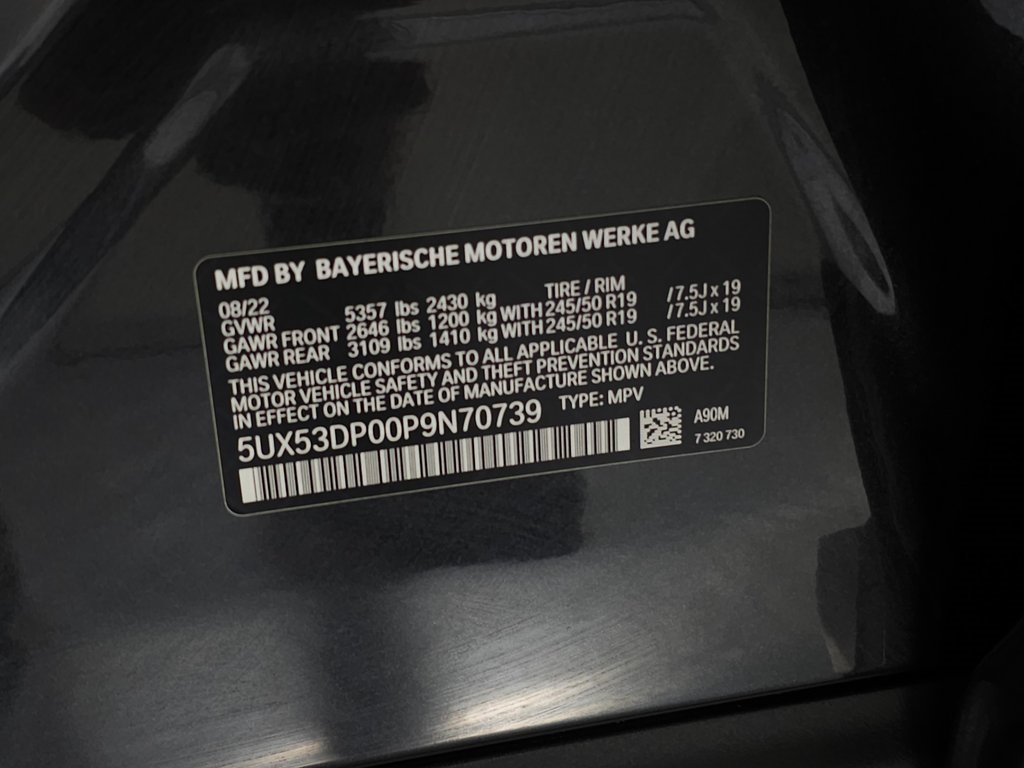 MFD BY BAYERISCHE MOTOREN WERKE AG
08/22 TIRE / RIM
GVWR 5357 lbs 2430 kg
GAWR FRONT 2646 lbs 1200 kg WITH 245/50 R19 /7.5J x 19
GAWR REAR 3109 lbs 1410 kg WITH 245/50 R19 /7.5J x 19
THIS VEHICLE CONFORMS TO ALL APPLICABLE U. S. FEDERAL
MOTOR VEHICLE SAFETY AND THEFT PREVENTION STANDARDS
IN EFFECT ON THE DATE OF MANUFACTURE SHOWN ABOVE.
5UX53DP00P9N70739 TYPE: MPV
A90M
7 320 730